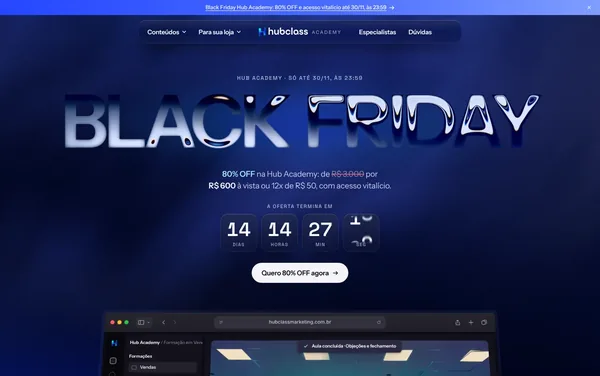 Black Friday Hub Academy: 80% OFF e acesso vitalício até 30/11, às 23:59 →
Conteúdos Para sua loja hubclass ACADEMY Especialistas Dúvidas
HUB ACADEMY · SÓ ATÉ 30/11, ÀS 23:59
BLACK FRIDAY
80% OFF na Hub Academy: de R$ 3.000 por
R$ 600 à vista ou 12x de R$ 50, com acesso vitalício.
A OFERTA TERMINA EM
14 14 27
DIAS HORAS MIN SEG
Quero 80% OFF agora →
hubclassmarketing.com.br
Hub Academy / Formação em Vend
Aula concluída · Objeções e fechamento
Formações
Vendas